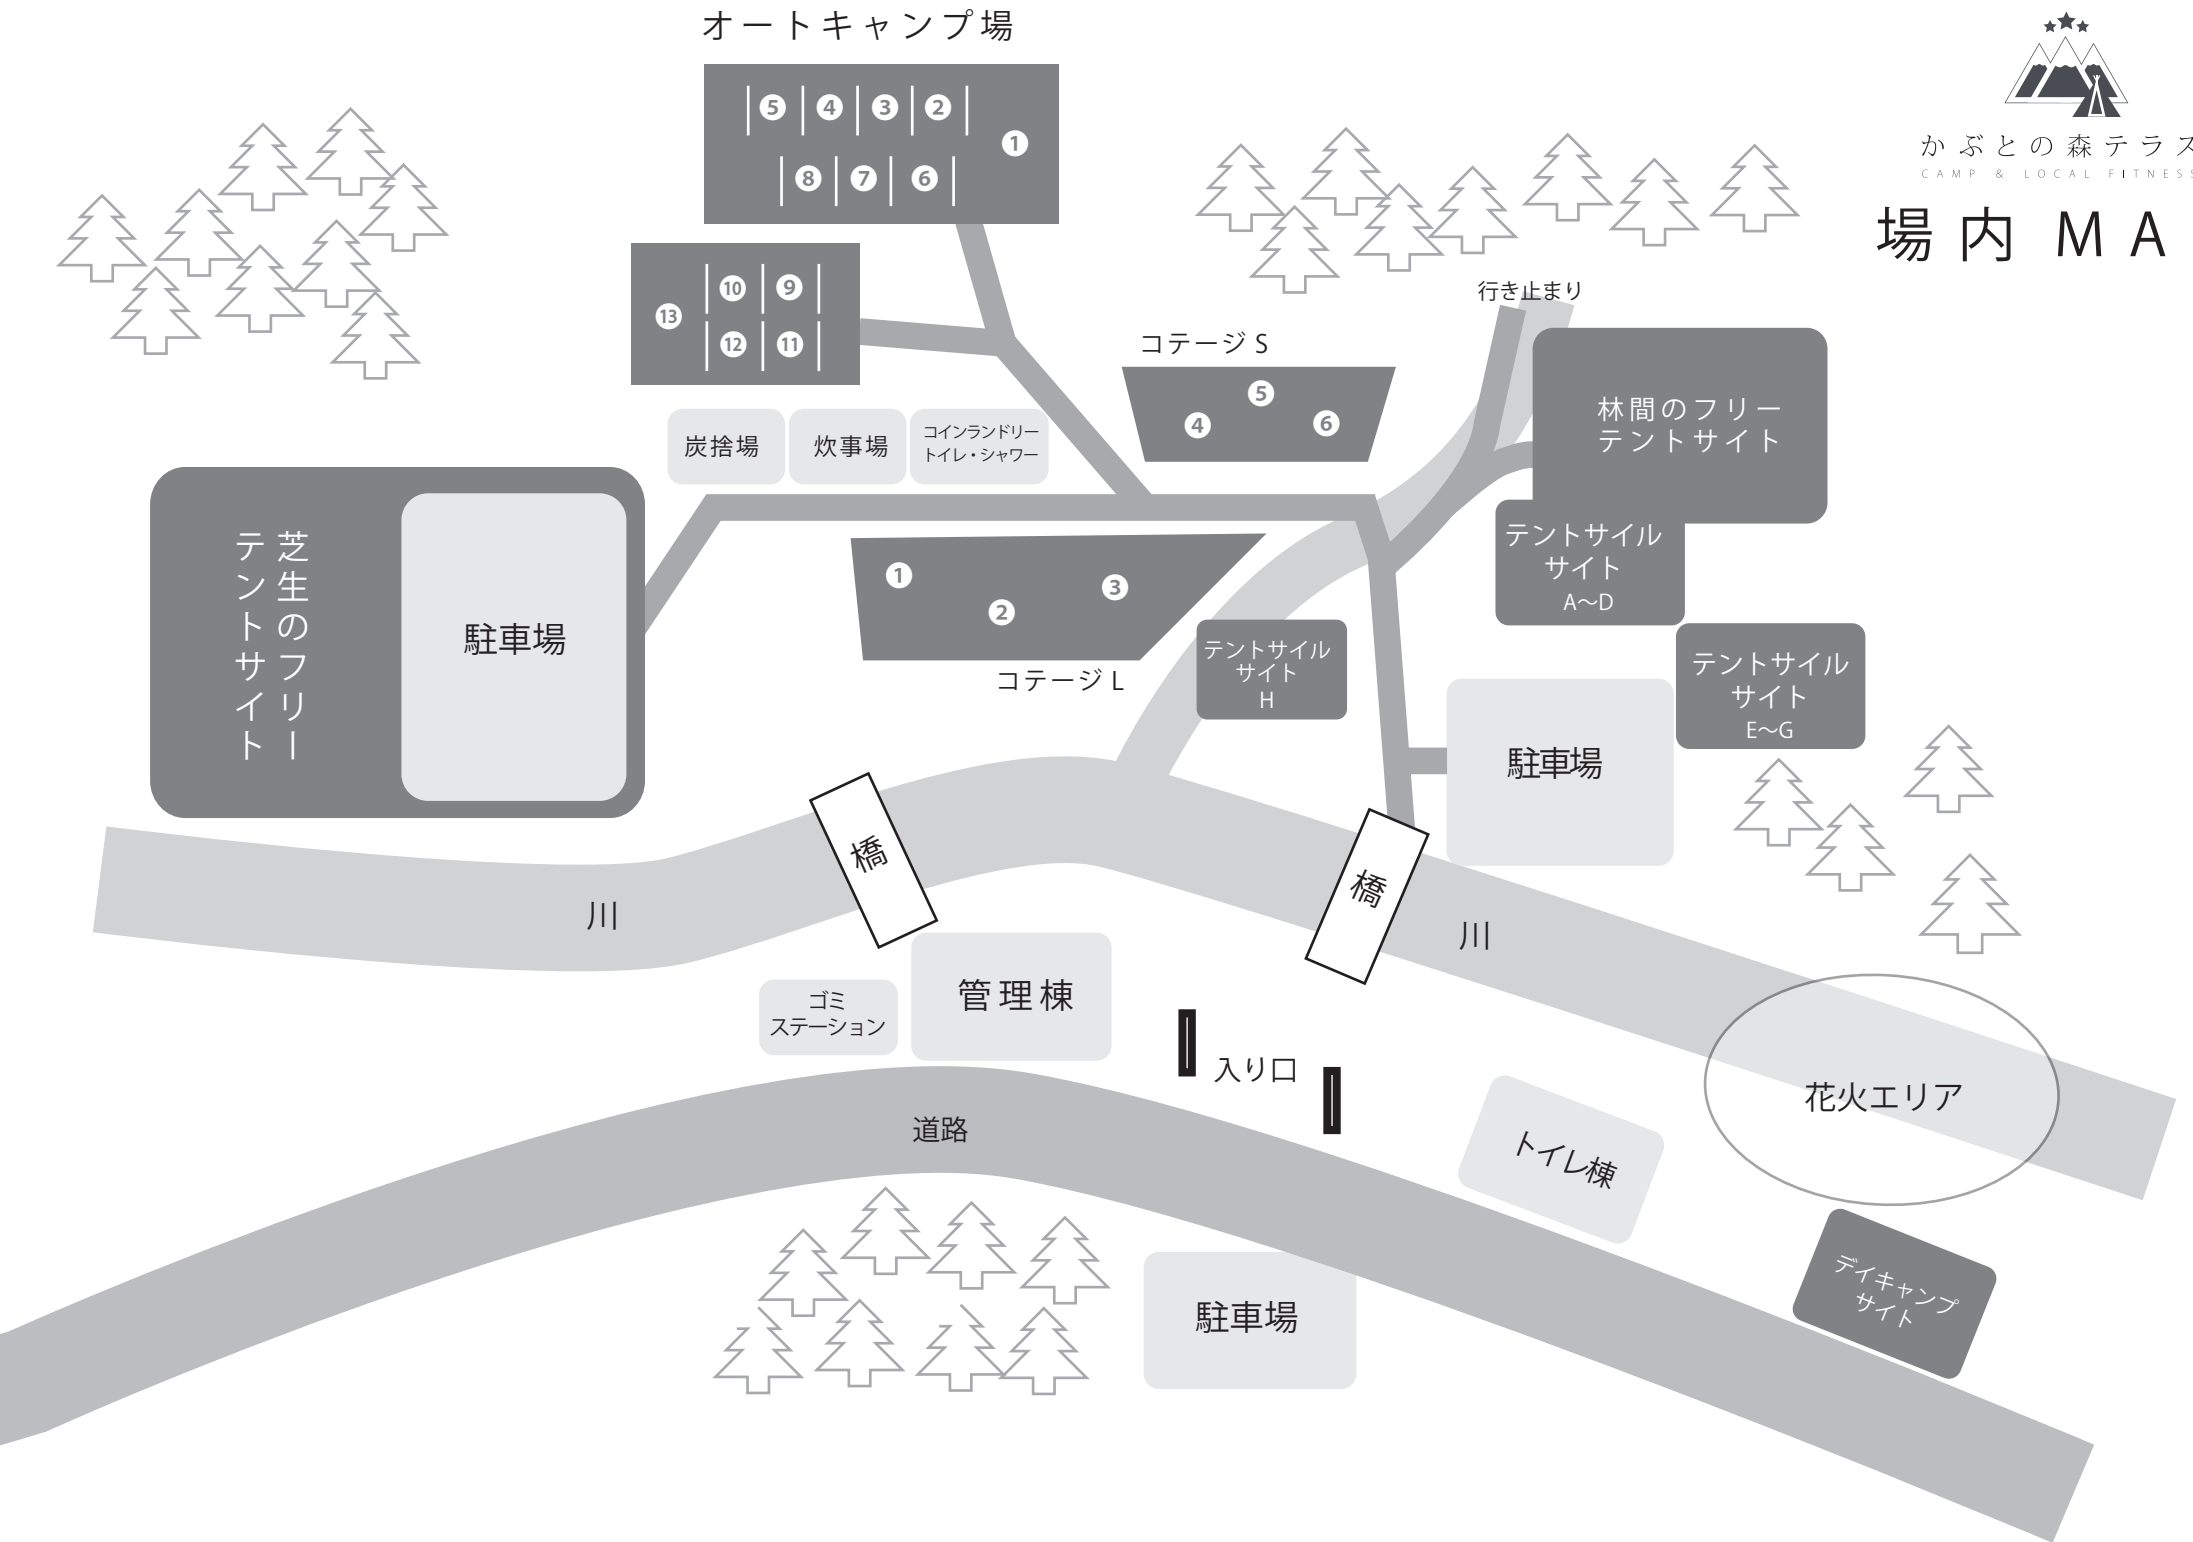 オートキャンプ場
かぶとの森テラス
CAMP & LOCAL FITNESS
場内 MA
5 4 3 2
1
8 7 6
10 9
13
12 11
行き止まり
コテージ S
5
4 6
林間のフリー
テントサイト
炭捨場
炊事場
コインランドリー
トイレ・シャワー
芝生のフリー
テントサイト
駐車場
1
3
2
コテージ L
テントサイル
サイト
A〜D
テントサイル
サイト
H
テントサイル
サイト
E〜G
駐車場
橋
橋
川
川
管理棟
ゴミ
ステーション
入り口
花火エリア
道路
トイレ棟
デイキャンプ
サイト
駐車場